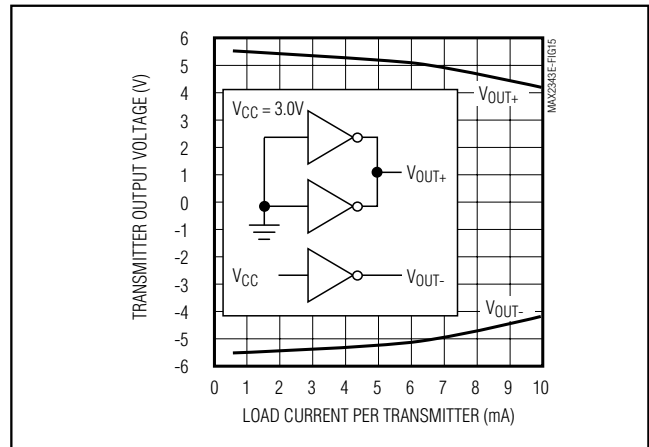 TRANSMITTER OUTPUT VOLTAGE (V)
6
5
4
3
2
1
0
-1
-2
-3
-4
-5
-6
MAX2343E-FIG15
VOUT+
VCC = 3.0V
VOUT+
VCC
VOUT-
VOUT-
0 1 2 3 4 5 6 7 8 9 10
LOAD CURRENT PER TRANSMITTER (mA)